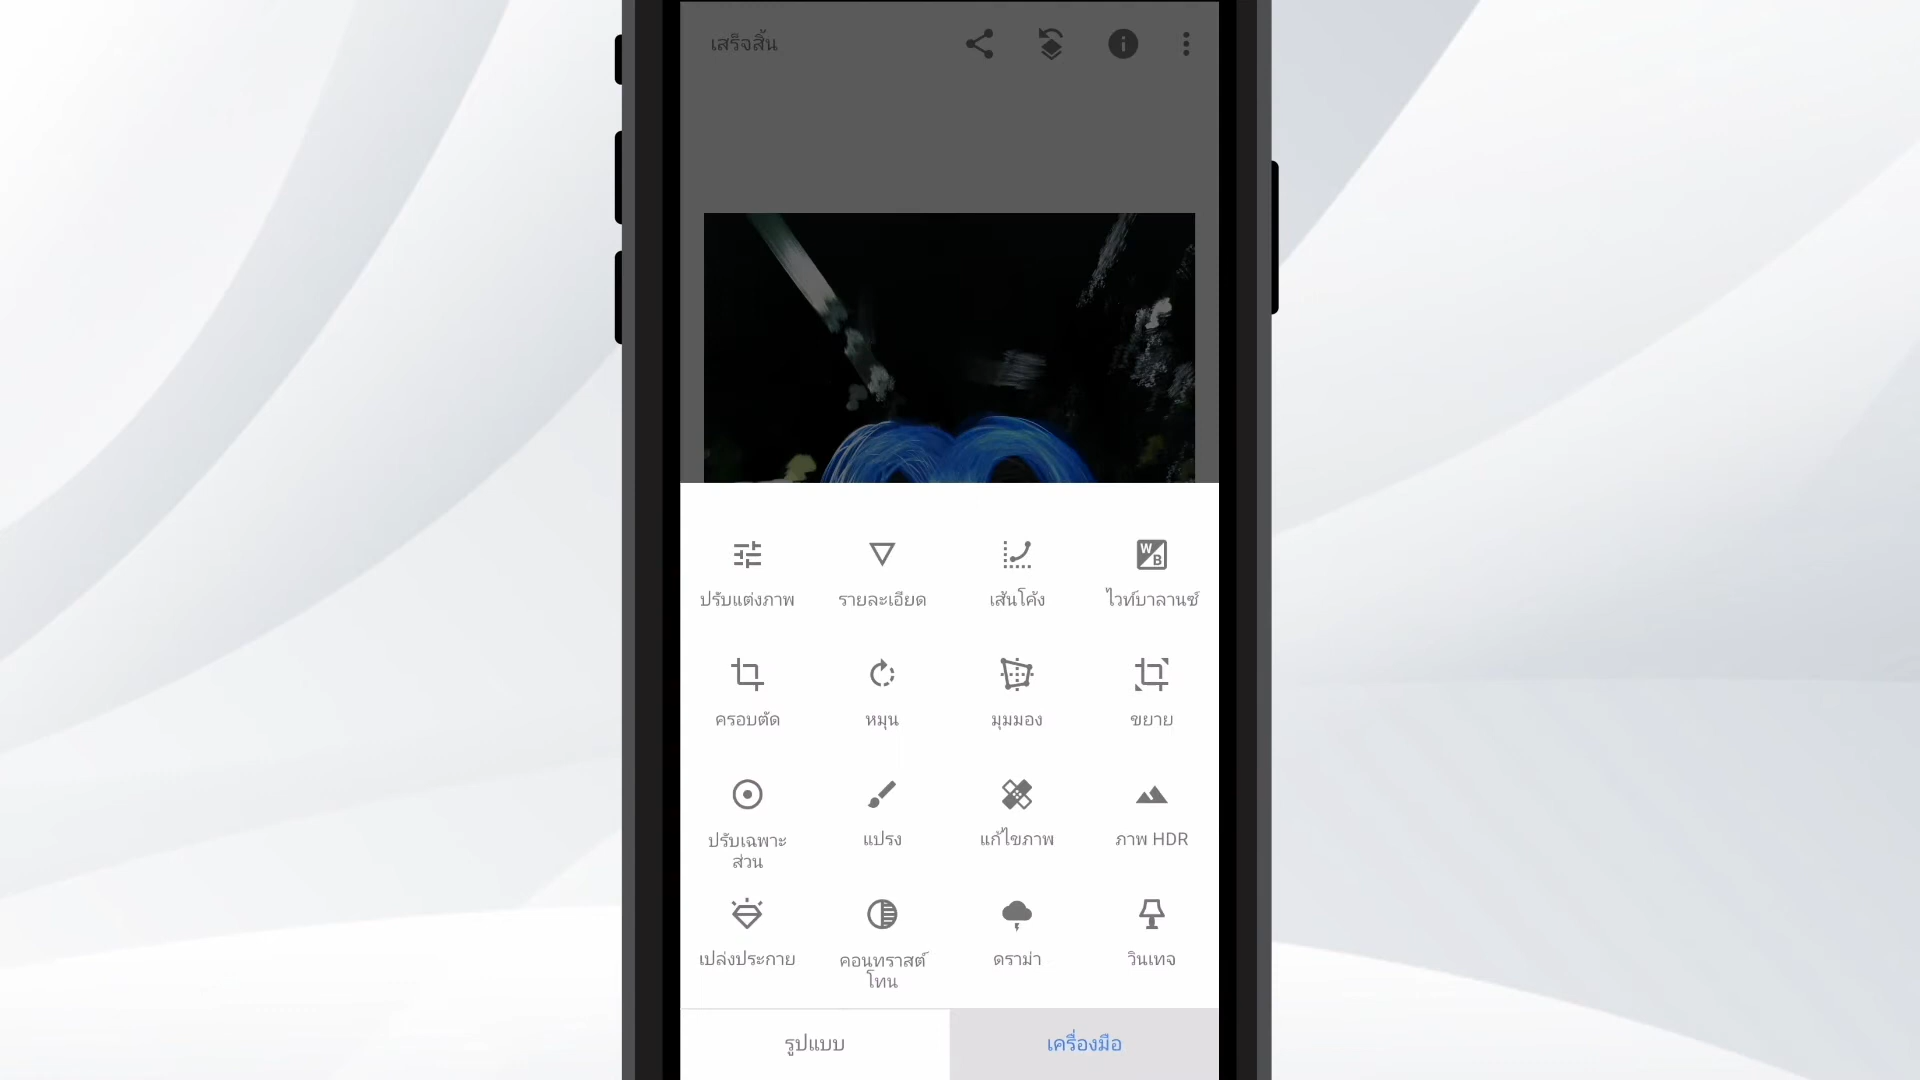 เสร็จสิ้น
ปรับแต่งภาพ รายละเอียด เส้นโค้ง ไวท์บาลานซ์
ครอบตัด หมุน มุมมอง ขยาย
ปรับเฉพาะ แปรง แก้ไขภาพ ภาพ HDR
ส่วน
เปล่งประกาย คอนทราสต์ ดราม่า วินเทจ
โทน
รูปแบบ เครื่องมือ